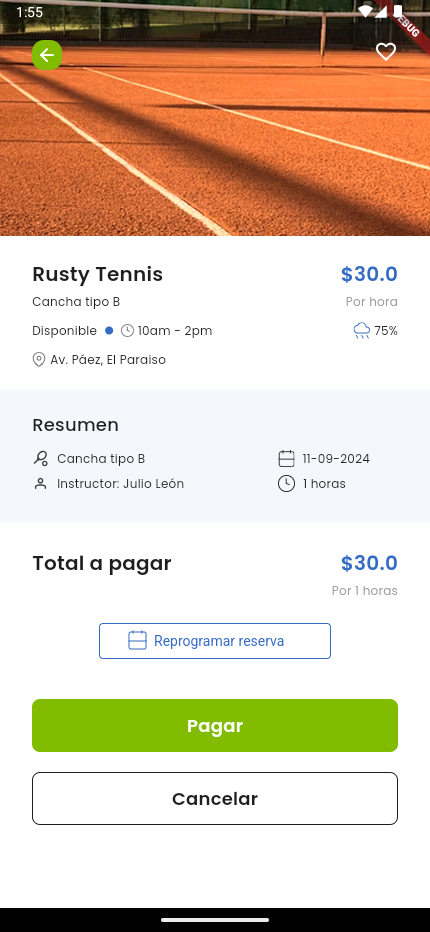 1:55
DEBUG
Rusty Tennis
$30.0
Cancha tipo B
Por hora
Disponible
10am - 2pm
75%
Av. Páez, El Paraiso
Resumen
Cancha tipo B
11-09-2024
Instructor: Julio León
1 horas
Total a pagar
$30.0
Por 1 horas
Reprogramar reserva
Pagar
Cancelar